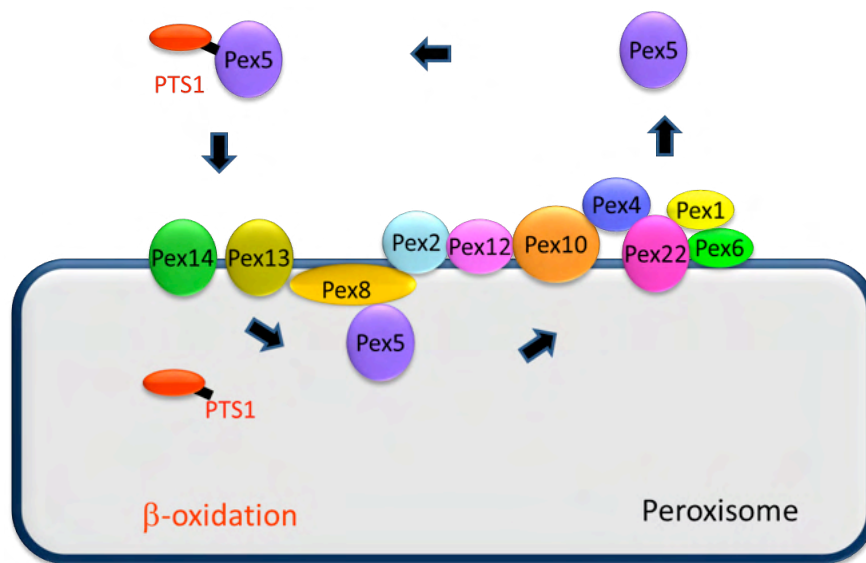 Pex5
Pex5
PTS1
Pex14
Pex13
Pex8
Pex2
Pex12
Pex10
Pex4
Pex22
Pex1
Pex6
Pex5
PTS1
β-oxidation
Peroxisome